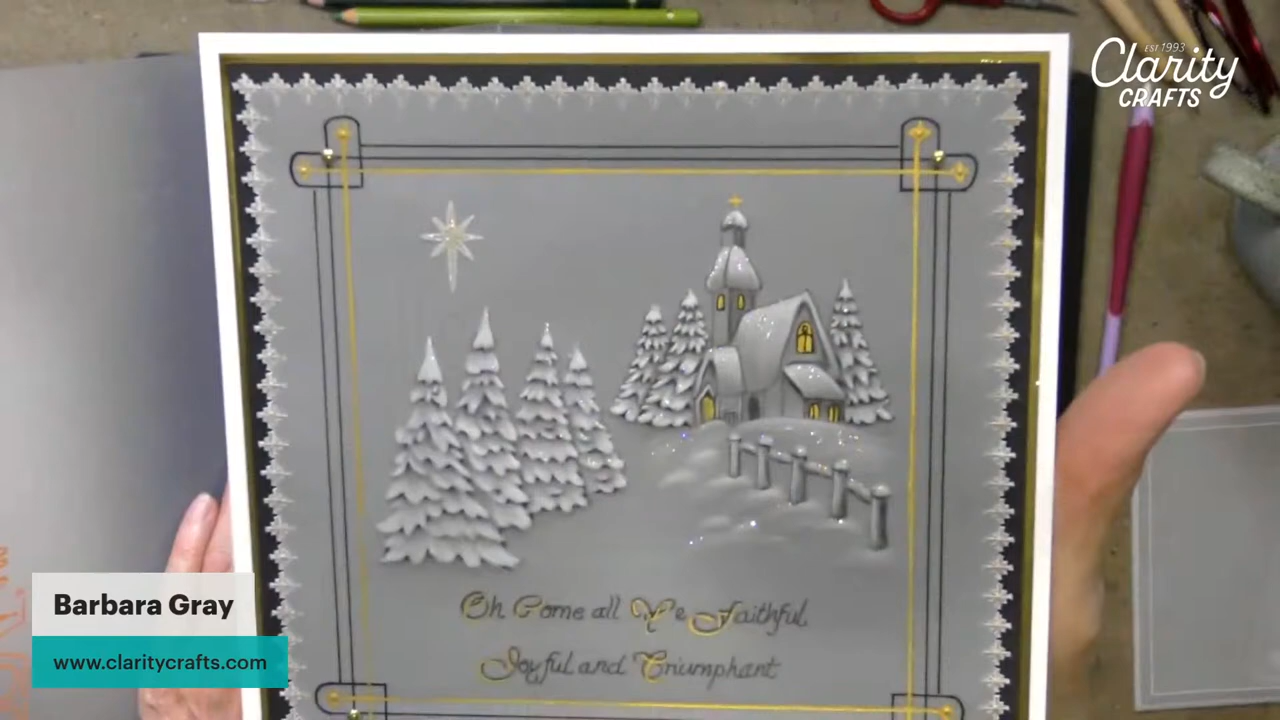 EST 1993
Clarity
CRAFTS
Oh Come all Ye Faithful,
Joyful and Triumphant
Barbara Gray
www.claritycrafts.com